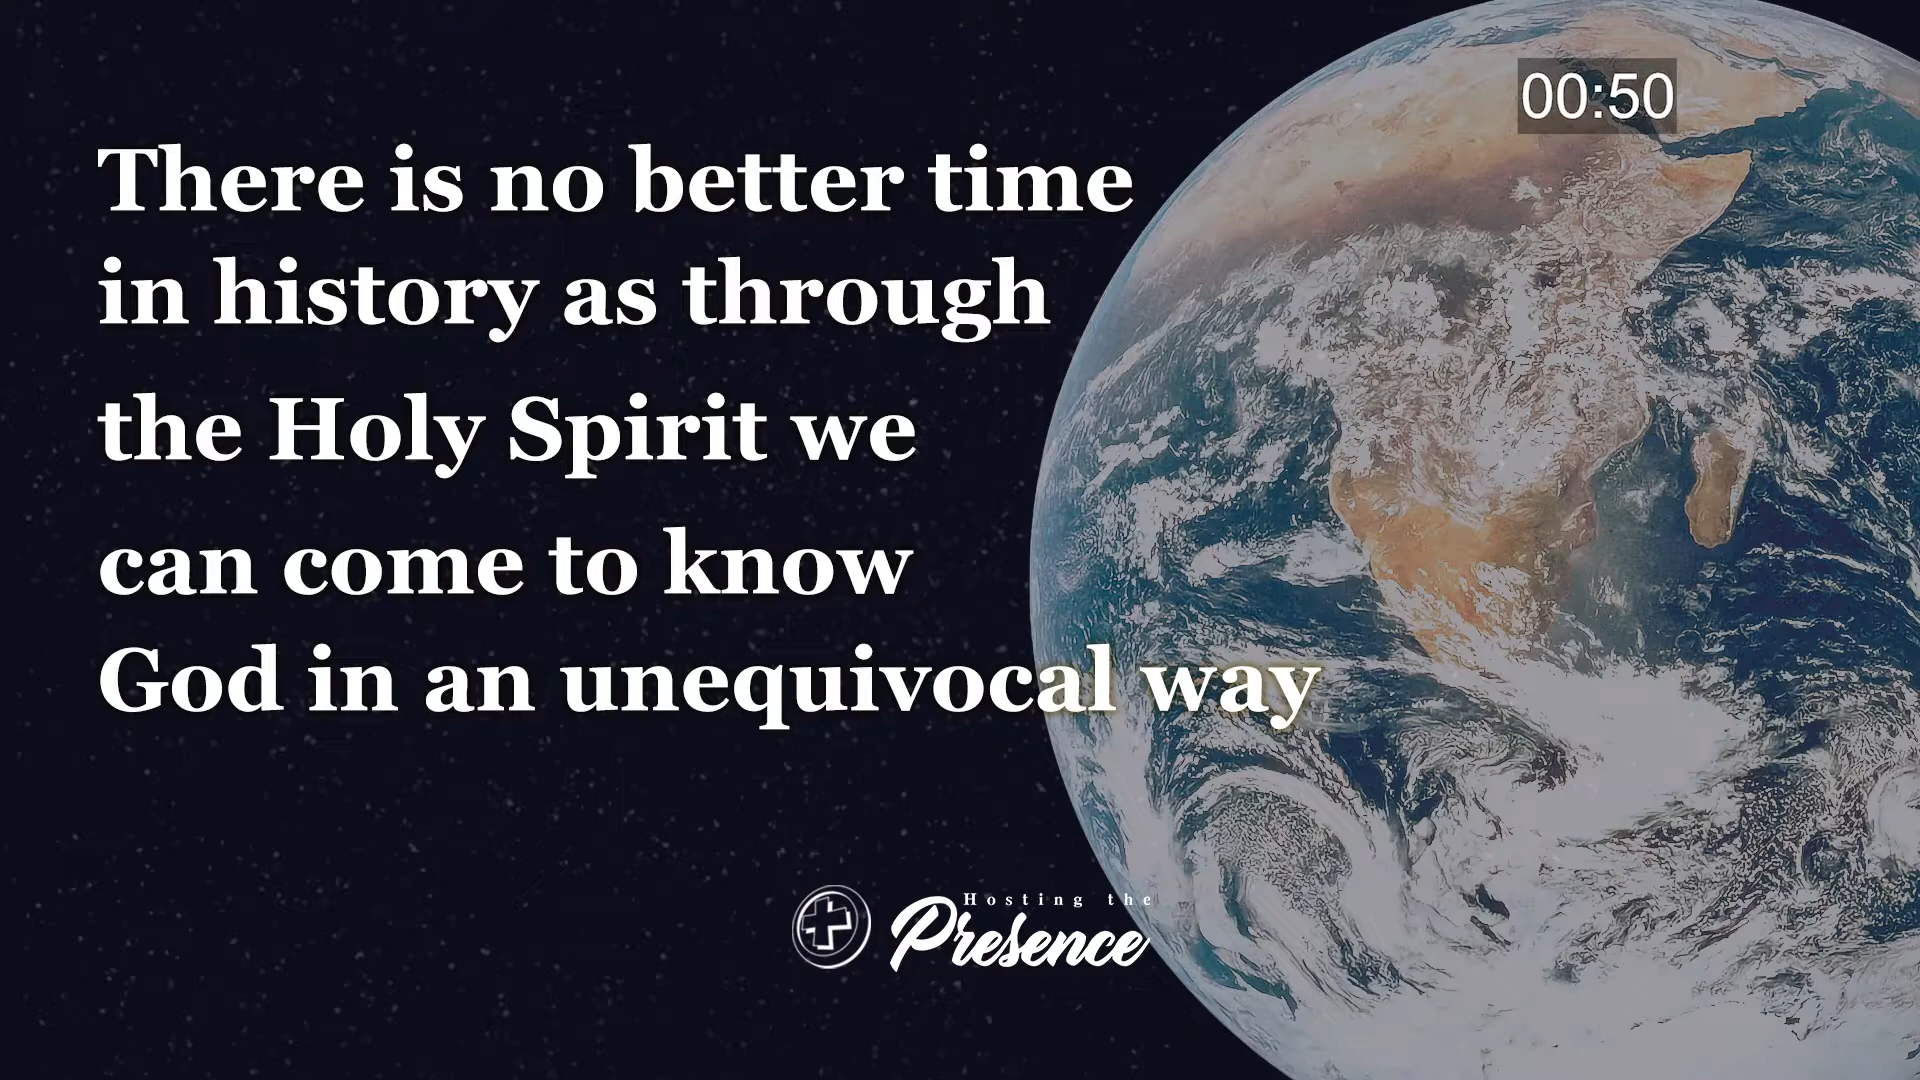 00:50
There is no better time
in history as through
the Holy Spirit we
can come to know
God in an unequivocal way
Hosting the
Presence